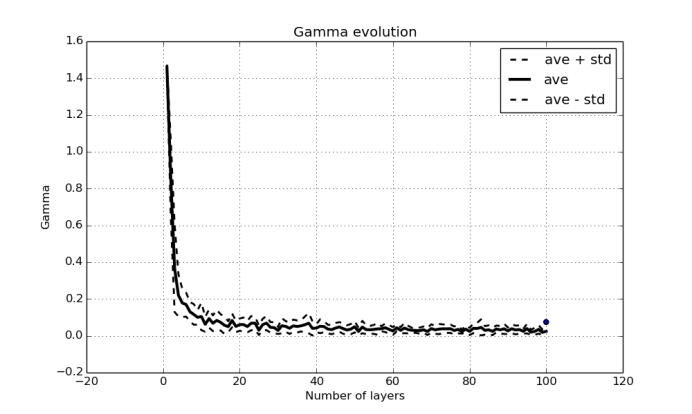 Gamma evolution
1.6
1.4
1.2
1.0
0.8
0.6
0.4
0.2
0.0
−0.2
Gamma
ave + std
ave
ave - std
−20 0 20 40 60 80 100 120
Number of layers